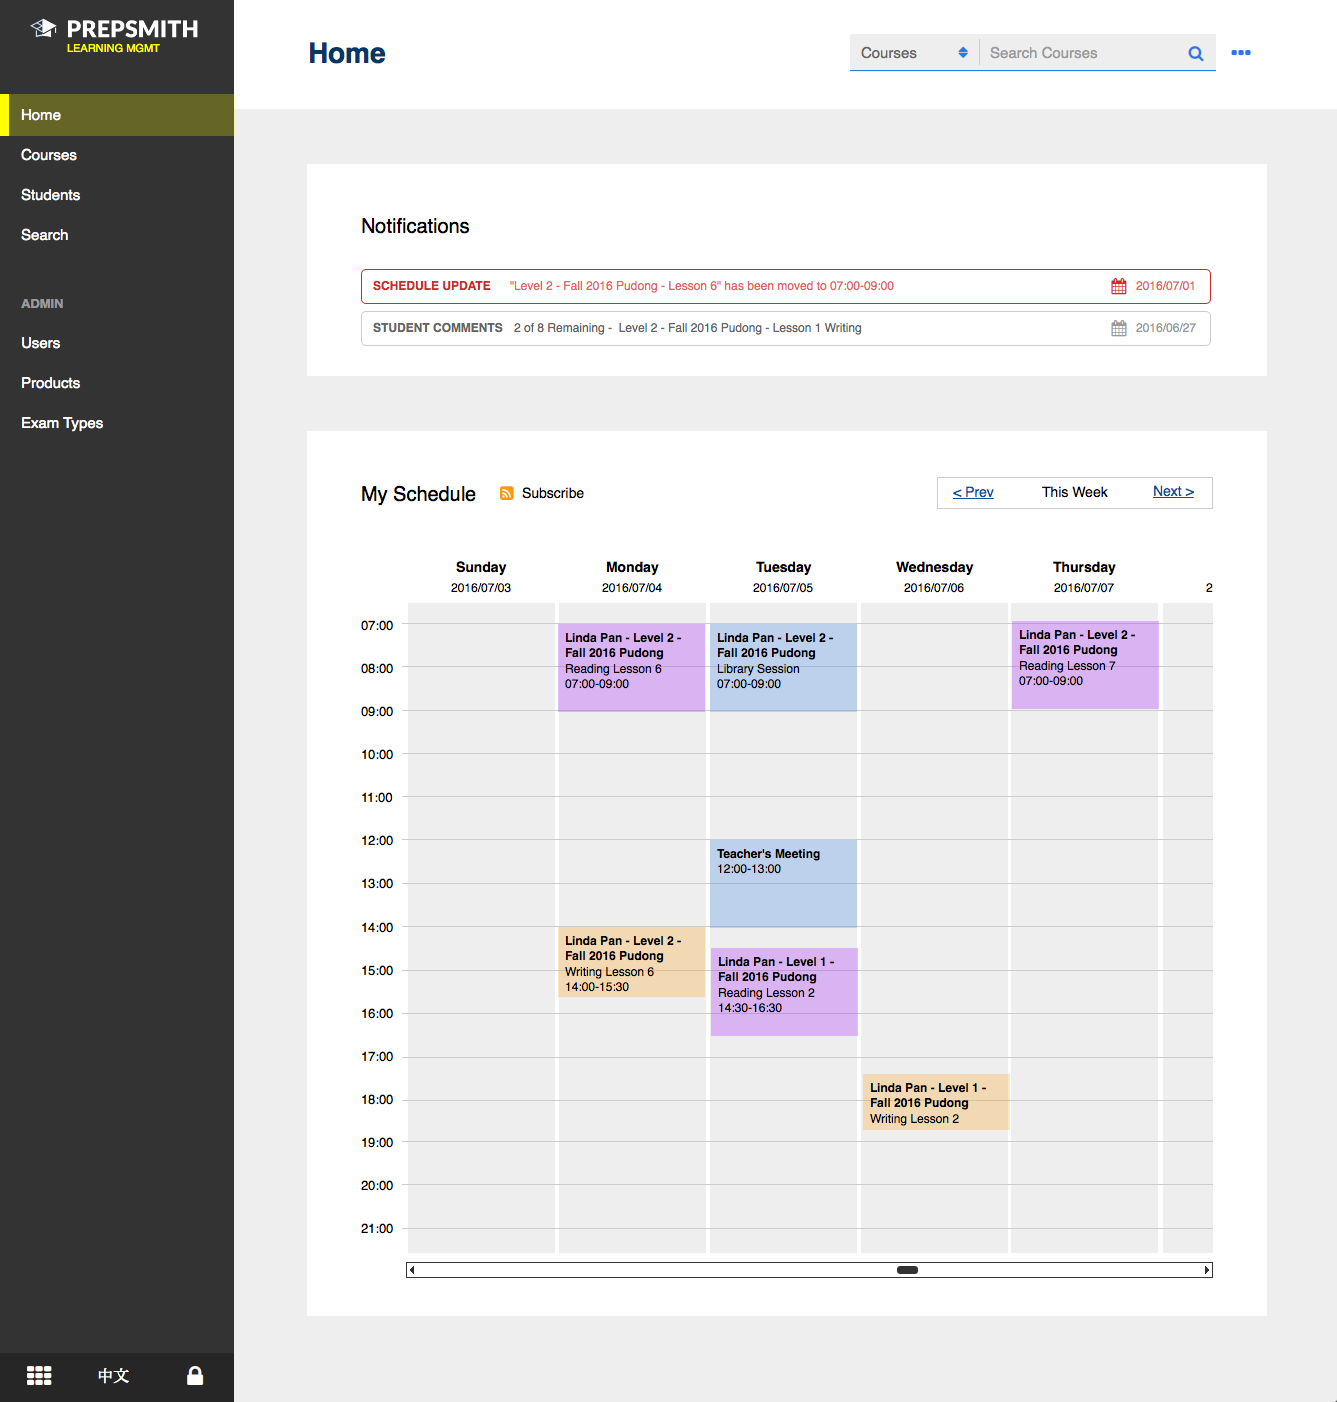 PREPSMITH
LEARNING MGMT
Home
Courses
Students
Search
ADMIN
Users
Products
Exam Types
中文
Home
Courses
Search Courses
Notifications
SCHEDULE UPDATE "Level 2 - Fall 2016 Pudong - Lesson 6" has been moved to 07:00-09:00 2016/07/01
STUDENT COMMENTS 2 of 8 Remaining - Level 2 - Fall 2016 Pudong - Lesson 1 Writing 2016/06/27
My Schedule Subscribe
< Prev This Week Next >
Sunday Monday Tuesday Wednesday Thursday
2016/07/03 2016/07/04 2016/07/05 2016/07/06 2016/07/07 2
07:00
08:00
09:00
10:00
11:00
12:00
13:00
14:00
15:00
16:00
17:00
18:00
19:00
20:00
21:00
Linda Pan - Level 2 -
Fall 2016 Pudong
Reading Lesson 6
07:00-09:00
Linda Pan - Level 2 -
Fall 2016 Pudong
Writing Lesson 6
14:00-15:30
Linda Pan - Level 2 -
Fall 2016 Pudong
Library Session
07:00-09:00
Teacher's Meeting
12:00-13:00
Linda Pan - Level 1 -
Fall 2016 Pudong
Reading Lesson 2
14:30-16:30
Linda Pan - Level 1 -
Fall 2016 Pudong
Writing Lesson 2
Linda Pan - Level 2 -
Fall 2016 Pudong
Reading Lesson 7
07:00-09:00